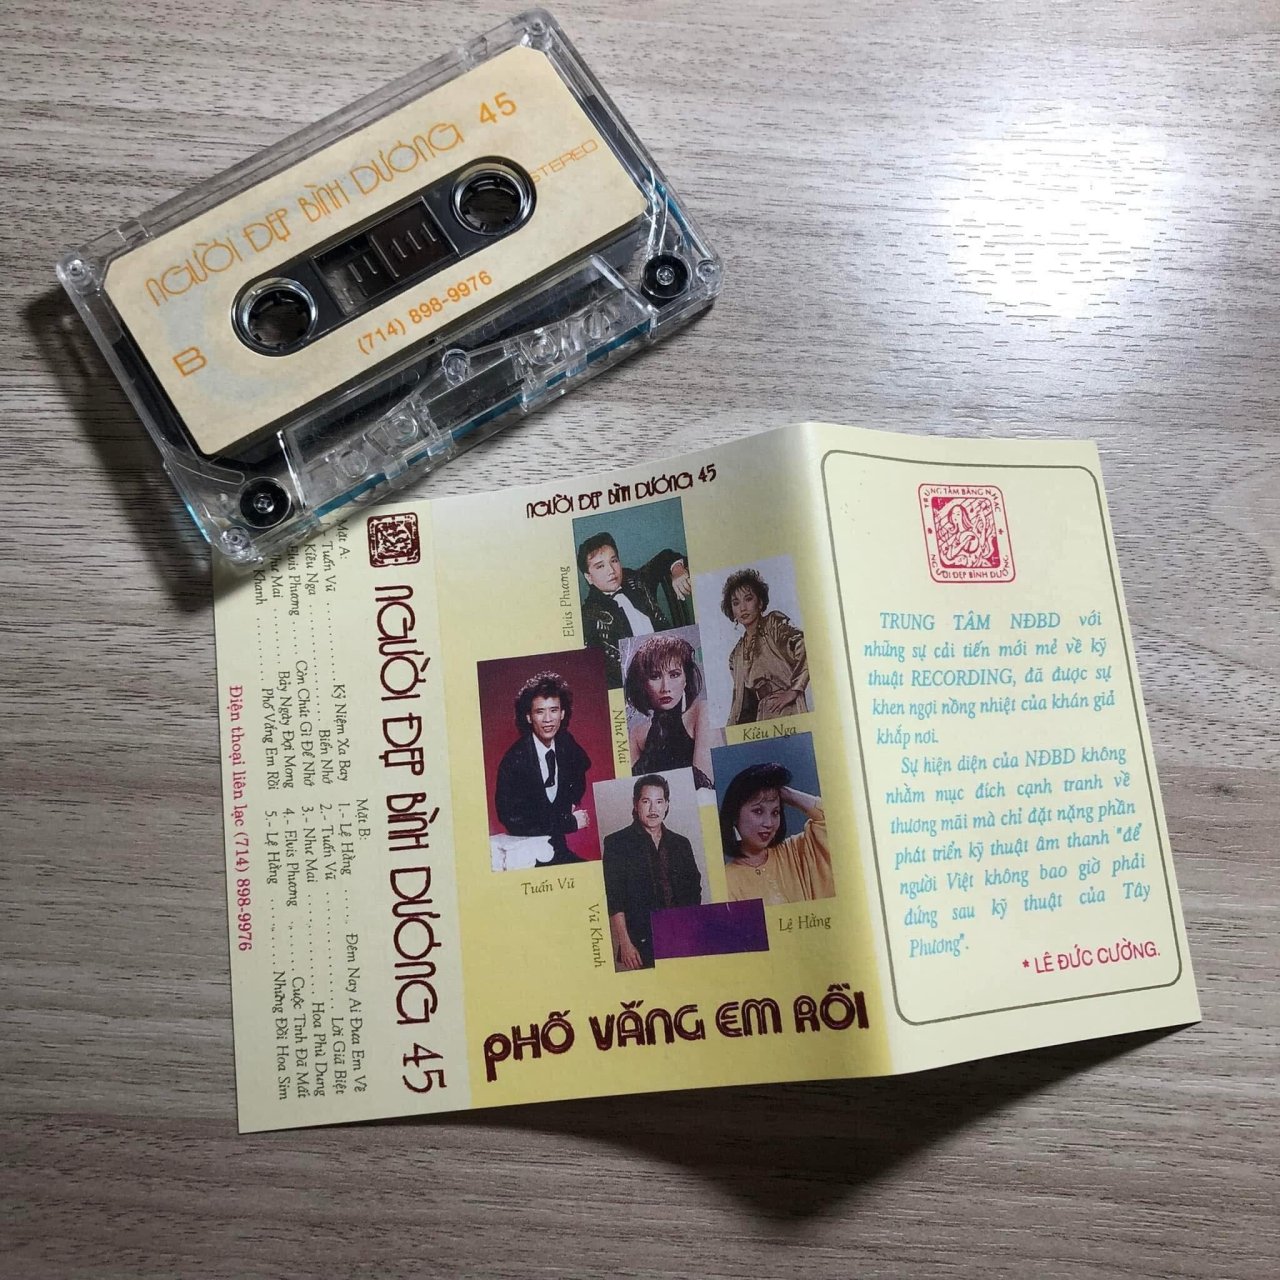 NGƯỜI ĐẸP BÌNH DƯƠNG 45
STEREO
B
(714) 898-9976
Mặt A:
Tuấn Vũ . . . . . . . . . . Kỷ Niệm Xa Bay
Kiều Nga . . . . . . . . . . Biển Nhớ
Elvis Phương . . . . Còn Chút Gì Để Nhớ
Như Mai . . . . . . . Bảy Ngày Đợi Mong
Khanh . . . . . . . . Phố Vắng Em Rồi
Mặt B:
1.- Lệ Hằng . . . . . Đêm Nay Ai Đưa Em Về
2.- Tuấn Vũ . . . . . . . . . . Lời Giã Biệt
3.- Như Mai . . . . . . . . . . Hoa Phù Dung
4.- Elvis Phương . . . . . Cuộc Tình Đã Mất
5.- Lệ Hằng . . . . . Những Đồi Hoa Sim
Điện thoại liên lạc (714) 898-9976
NGƯỜI ĐẸP BÌNH DƯƠNG 45
NGƯỜI ĐẸP BÌNH DƯƠNG 45
Elvis Phương
Kiều Nga
Như Mai
Tuấn Vũ
Vũ Khanh
Lệ Hằng
PHỐ VẮNG EM RỒI
TRUNG TÂM BĂNG NHẠC
NGƯỜI ĐẸP BÌNH DƯƠNG
TRUNG TÂM NĐBD với
những sự cải tiến mới mẻ về kỹ
thuật RECORDING, đã được sự
khen ngợi nồng nhiệt của khán giả
khắp nơi.
Sự hiện diện của NĐBD không
nhằm mục đích cạnh tranh về
thương mãi mà chỉ đặt nặng phần
phát triển kỹ thuật âm thanh "để
người Việt không bao giờ phải
đứng sau kỹ thuật của Tây
Phương".
* LÊ ĐỨC CƯỜNG.